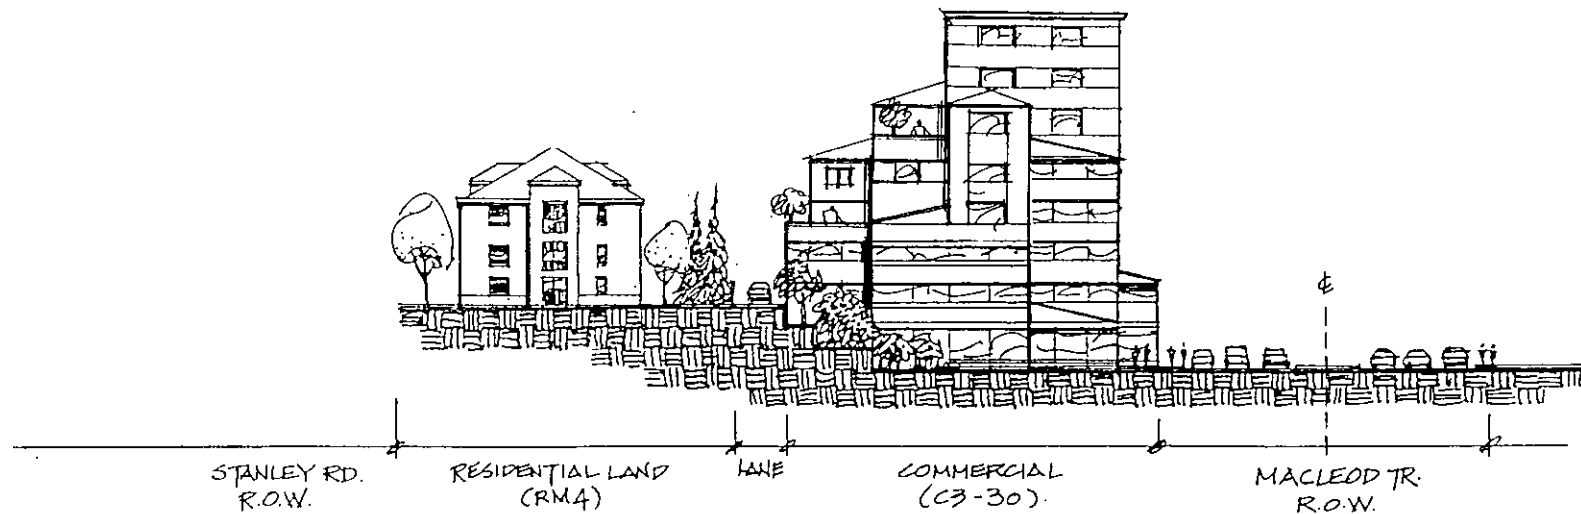 ℄
STANLEY RD.
R.O.W.
RESIDENTIAL LAND
(RM4)
LANE
COMMERCIAL
(C3-30).
MACLEOD TR.
R.O.W.